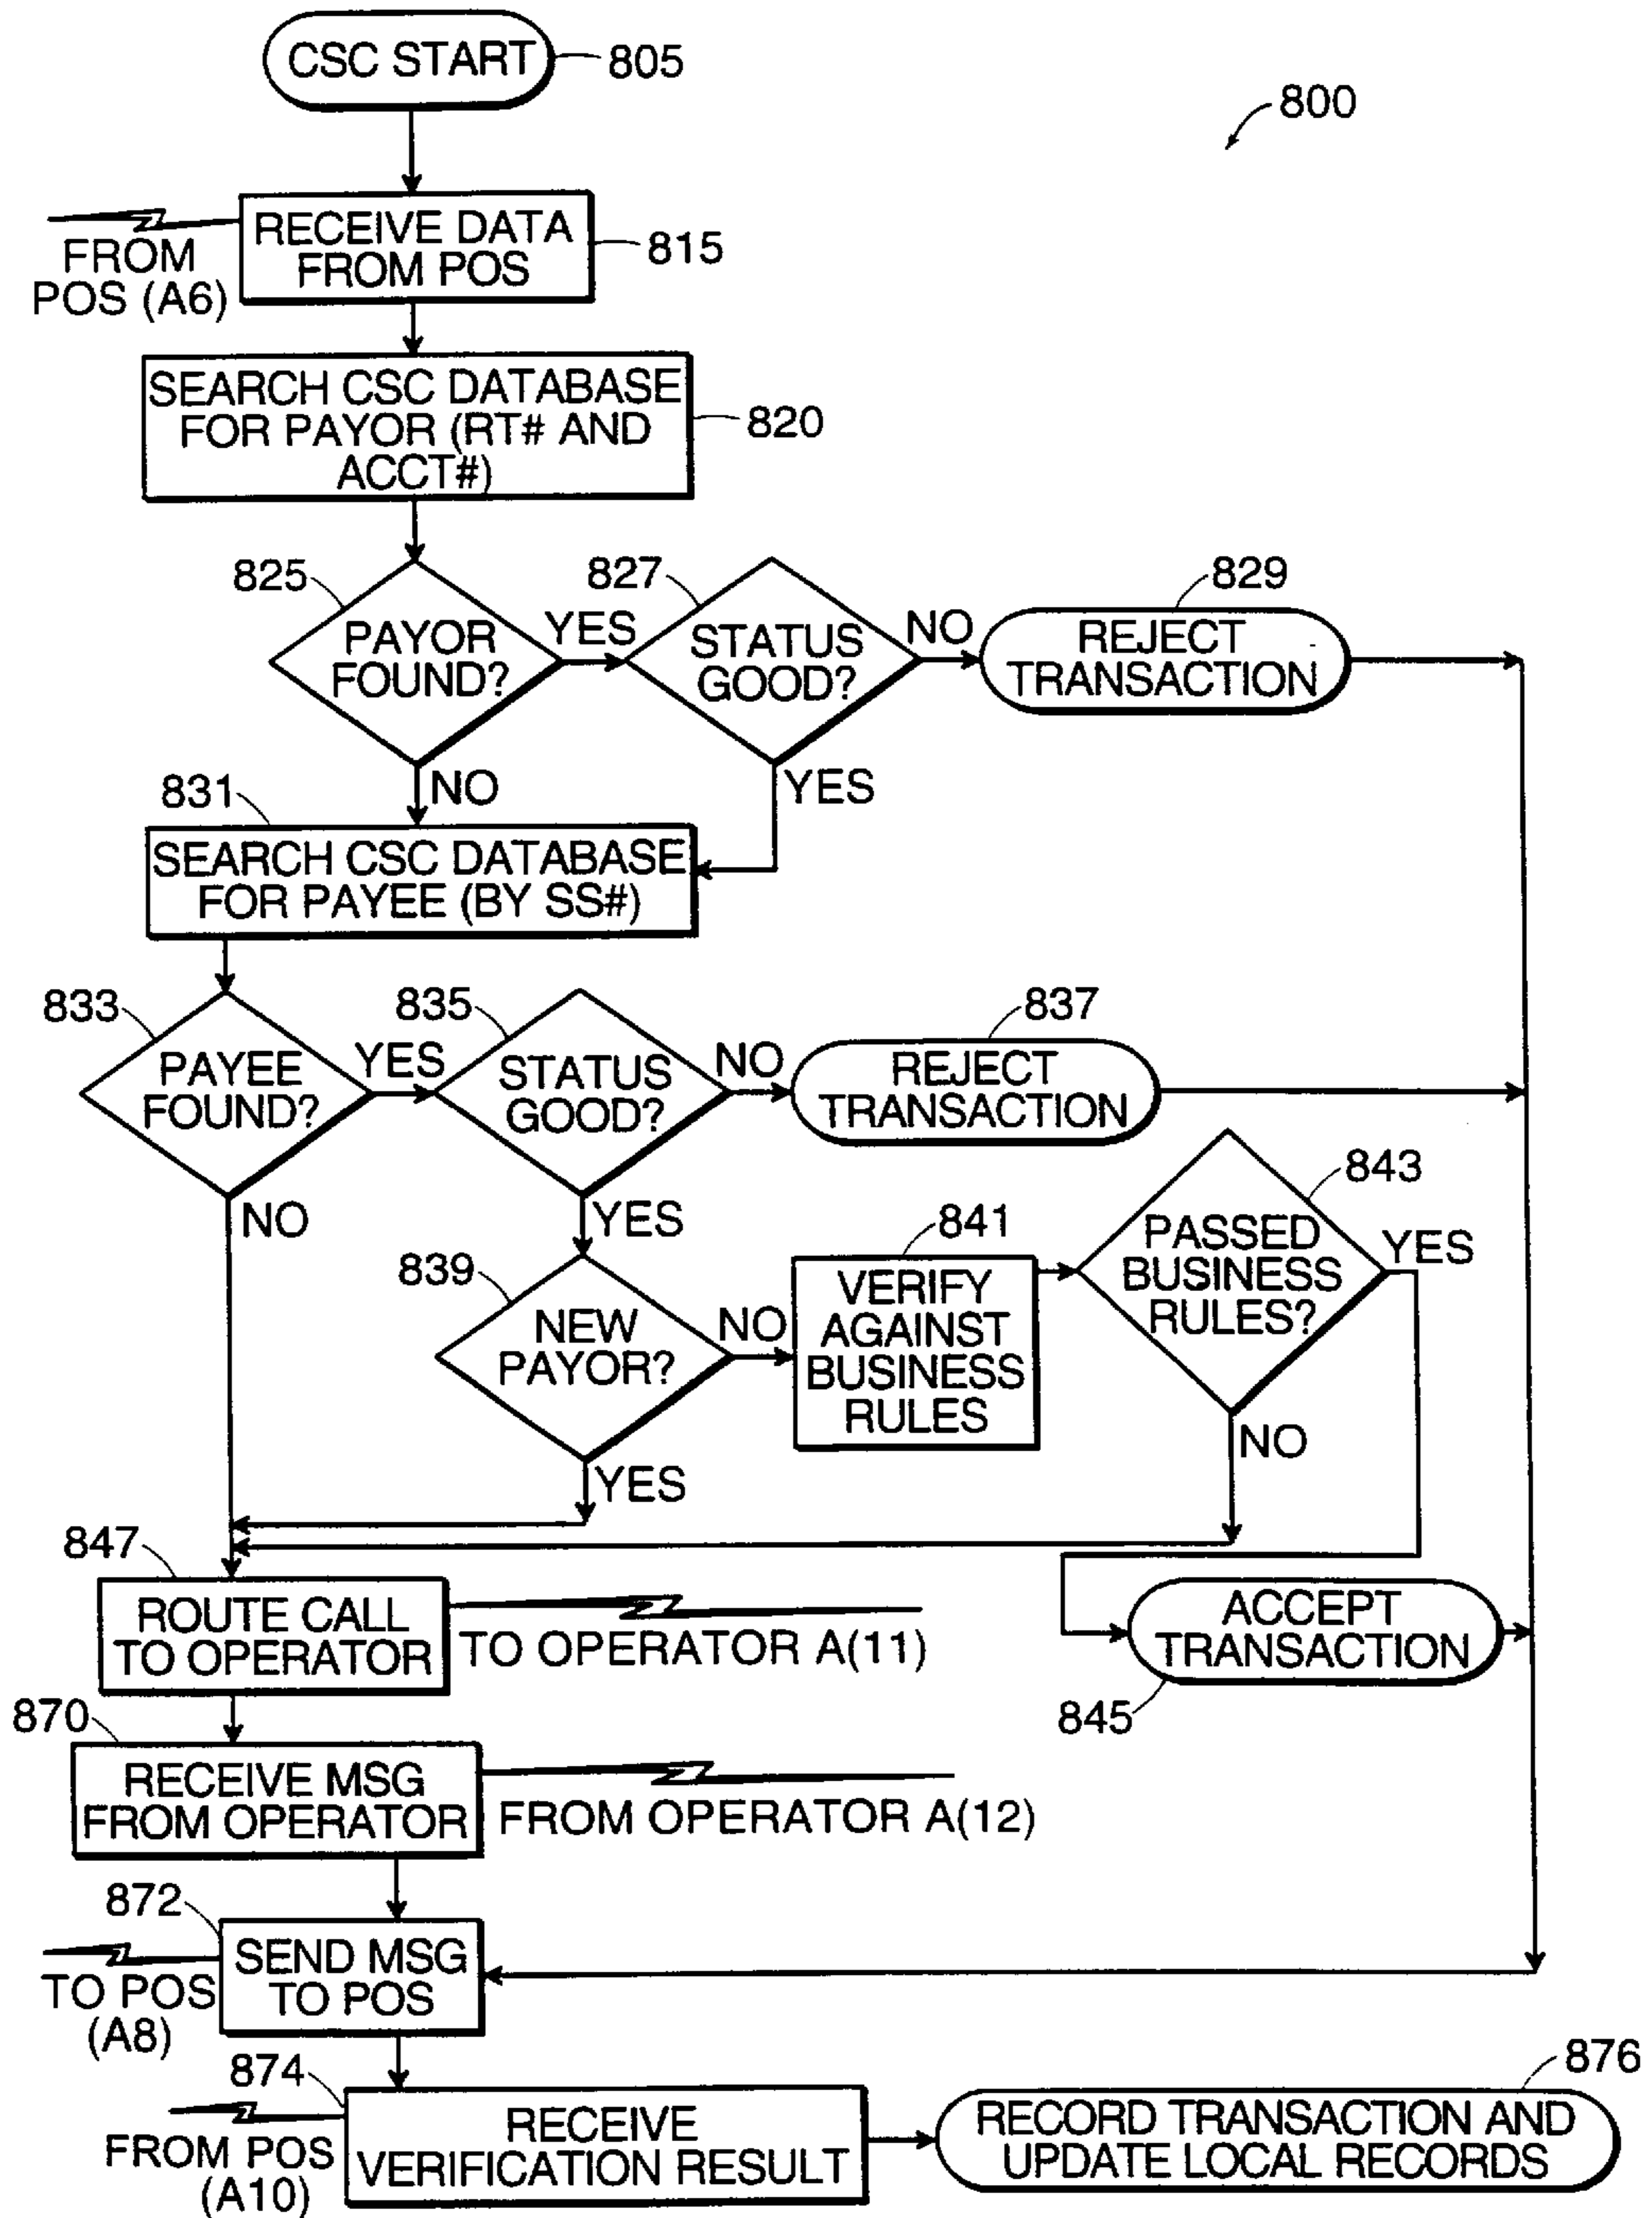 CSC START
805
800
RECEIVE DATA
FROM POS
815
FROM
POS (A6)
SEARCH CSC DATABASE
FOR PAYOR (RT# AND
ACCT#)
820
825
PAYOR
FOUND?
YES
827
STATUS
GOOD?
NO
829
REJECT
TRANSACTION
NO
YES
831
SEARCH CSC DATABASE
FOR PAYEE (BY SS#)
833
PAYEE
FOUND?
YES
835
STATUS
GOOD?
NO
837
REJECT
TRANSACTION
NO
YES
839
NEW
PAYOR?
NO
841
VERIFY
AGAINST
BUSINESS
RULES
843
PASSED
BUSINESS
RULES?
YES
NO
YES
847
ROUTE CALL
TO OPERATOR
TO OPERATOR A(11)
ACCEPT
TRANSACTION
845
870
RECEIVE MSG
FROM OPERATOR
FROM OPERATOR A(12)
872
SEND MSG
TO POS
TO POS
(A8)
874
RECEIVE
VERIFICATION RESULT
FROM POS
(A10)
876
RECORD TRANSACTION AND
UPDATE LOCAL RECORDS